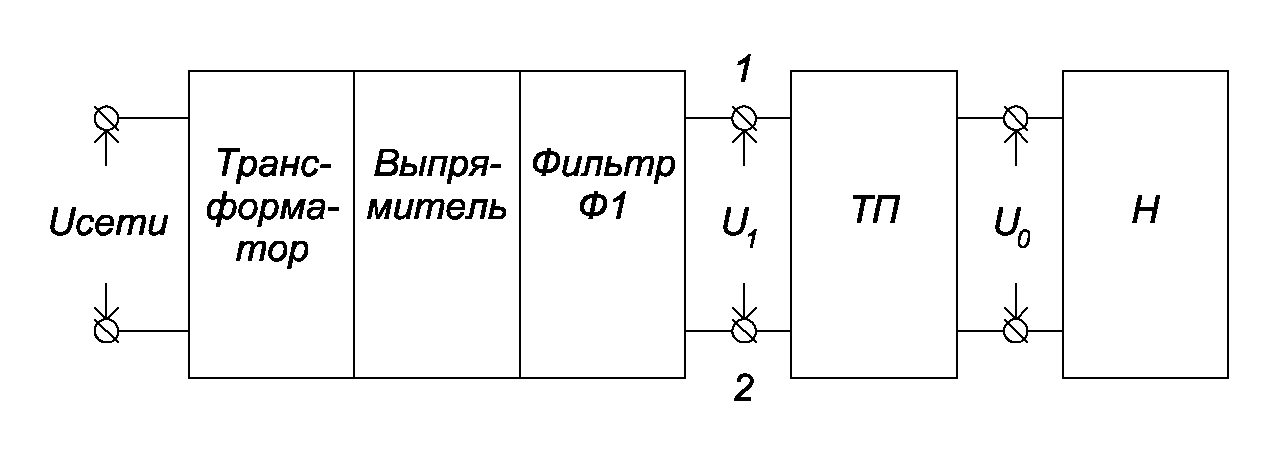 1
Транс-
форма-
тор
Выпря-
митель
Фильтр
Ф1
Uсети
U1
ТП
U0
Н
2